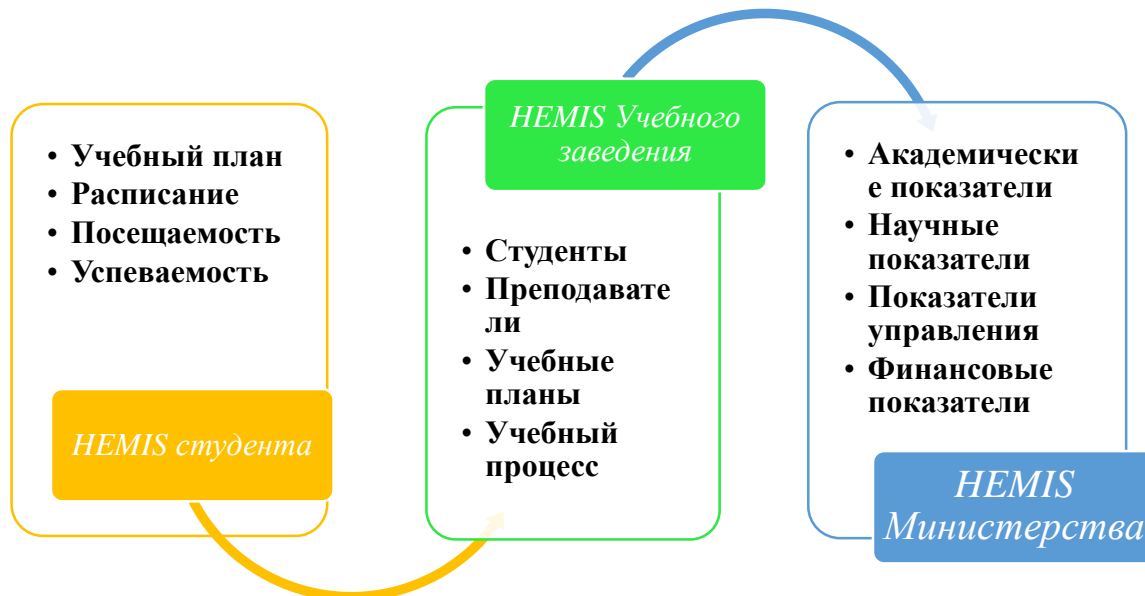 • Учебный план
• Расписание
• Посещаемость
• Успеваемость
HEMIS студента
HEMIS Учебного
заведения
• Студенты
• Преподавате
ли
• Учебные
планы
• Учебный
процесс
• Академически
е показатели
• Научные
показатели
• Показатели
управления
• Финансовые
показатели
HEMIS
Министерства